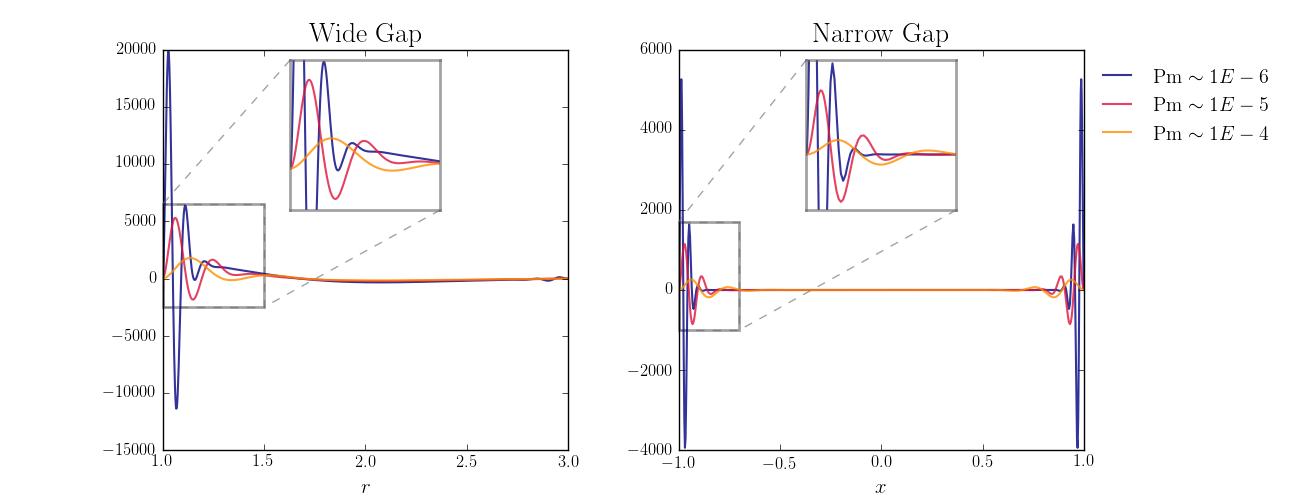 Wide Gap
20000
15000
10000
5000
0
−5000
−10000
−15000
1.0 1.5 2.0 2.5 3.0
r
Narrow Gap
6000
4000
2000
0
−2000
−4000
−1.0 −0.5 0.0 0.5 1.0
x
Pm ∼ 1E − 6
Pm ∼ 1E − 5
Pm ∼ 1E − 4